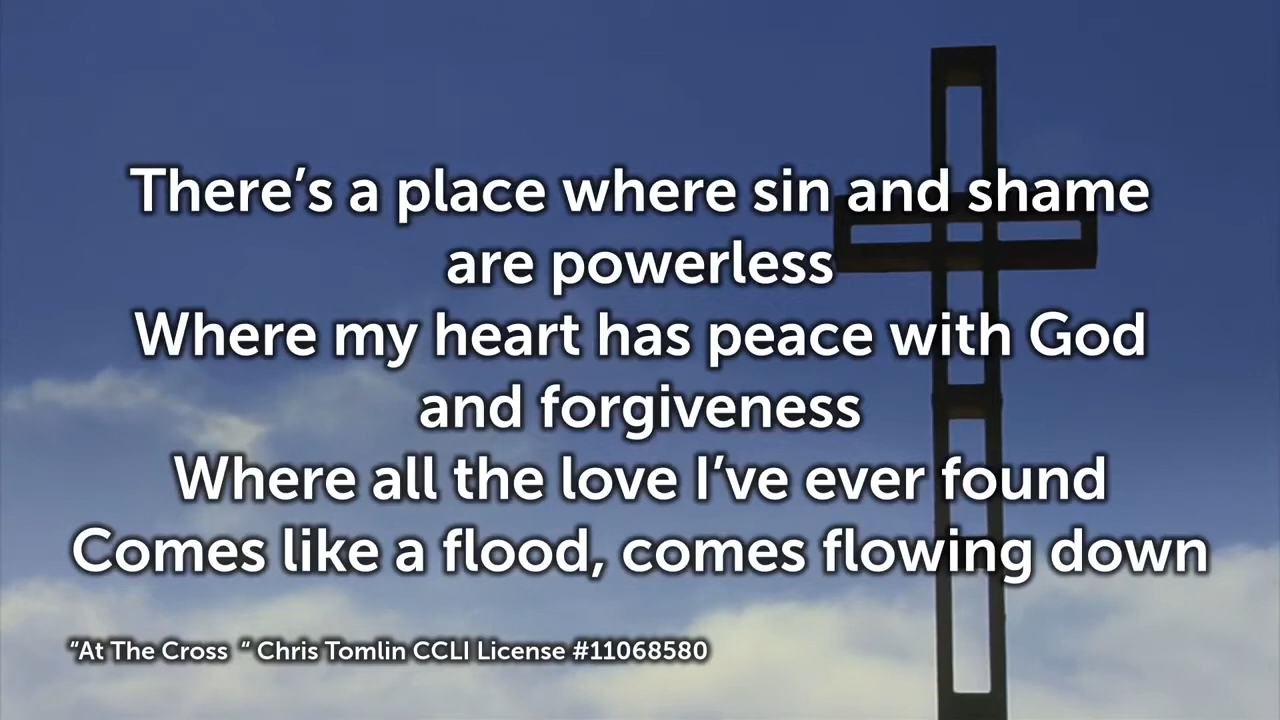 There’s a place where sin and shame
are powerless
Where my heart has peace with God
and forgiveness
Where all the love I’ve ever found
Comes like a flood, comes flowing down
“At The Cross “ Chris Tomlin CCLI License #11068580